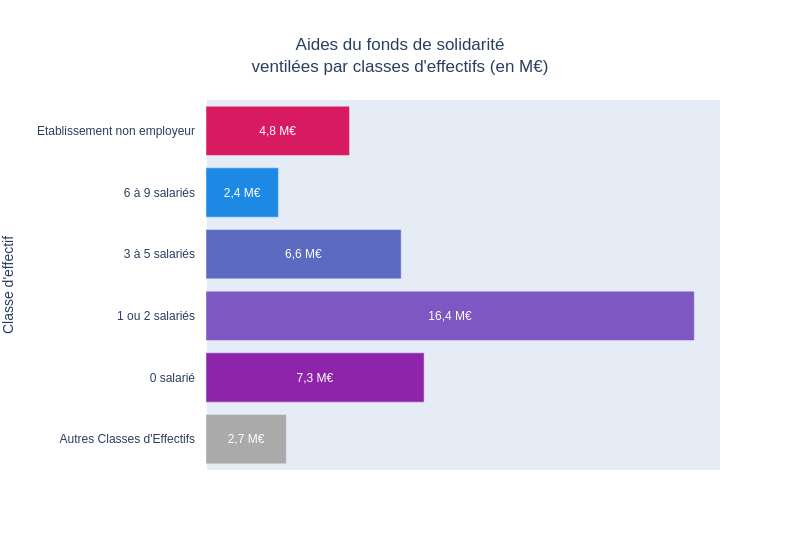 Aides du fonds de solidarité
ventilées par classes d'effectifs (en M€)
Classe d'effectif
Etablissement non employeur
4,8 M€
6 à 9 salariés
2,4 M€
3 à 5 salariés
6,6 M€
1 ou 2 salariés
16,4 M€
0 salarié
7,3 M€
Autres Classes d'Effectifs
2,7 M€